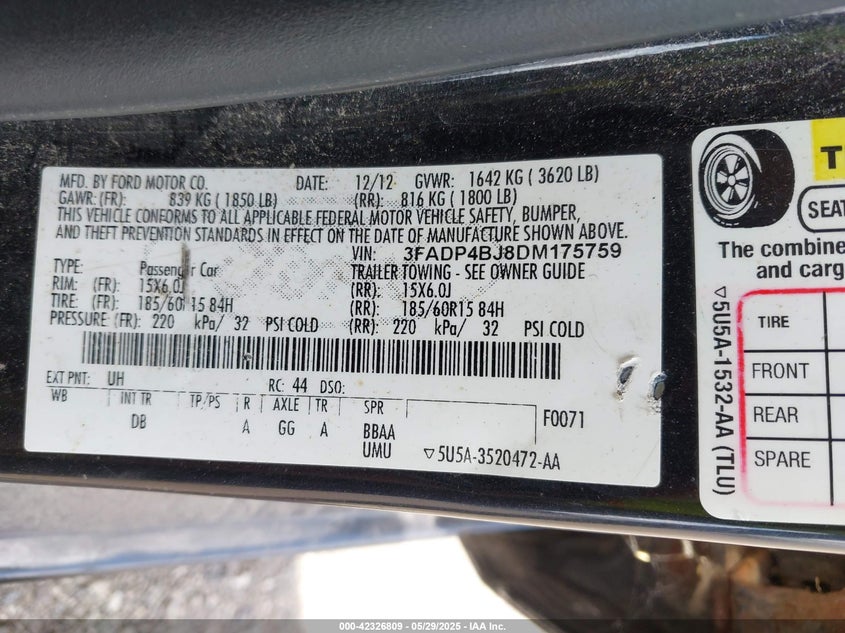 MFD. BY FORD MOTOR CO. DATE: 12/12 GVWR: 1642 KG ( 3620 LB)
GAWR: (FR): 839 KG ( 1850 LB) (RR): 816 KG ( 1800 LB)
THIS VEHICLE CONFORMS TO ALL APPLICABLE FEDERAL MOTOR VEHICLE SAFETY, BUMPER,
AND THEFT PREVENTION STANDARDS IN EFFECT ON THE DATE OF MANUFACTURE SHOWN ABOVE.
VIN: 3FADP4BJ8DM175759
TYPE: Passenger Car TRAILER TOWING - SEE OWNER GUIDE
RIM: (FR): 15X6.0J (RR): 15X6.0J
TIRE: (FR): 185/60 15 84H (RR): 185/60R15 84H
PRESSURE (FR): 220 kPa/ 32 PSI COLD (RR): 220 kPa/ 32 PSI COLD
EXT PNT: UH RC: 44 DSO:
WB INT TR TP/PS R AXLE TR SPR F0071
DB A GG A BBAA
UMU ▽5U5A-3520472-AA
T
SEAT
The combine
and carg
TIRE
FRONT
REAR
SPARE
▽5U5A-1532-AA (TLU)
000-42326809 - 05/29/2025 - IAA Inc.